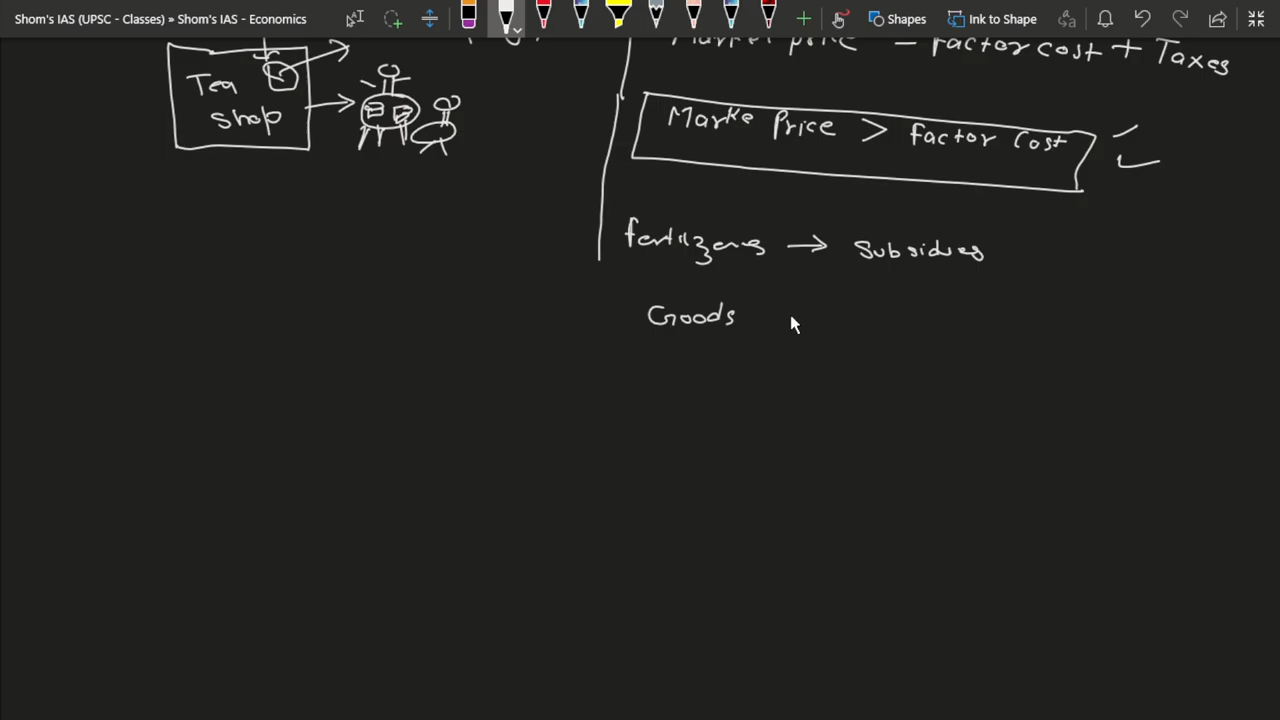 Shom's IAS (UPSC - Classes) » Shom's IAS - Economics
Shapes
Ink to Shape
Market price = factor cost + Taxes
Tea
shop
Marke Price > factor Cost
fertilizers → Subsidies
Goods